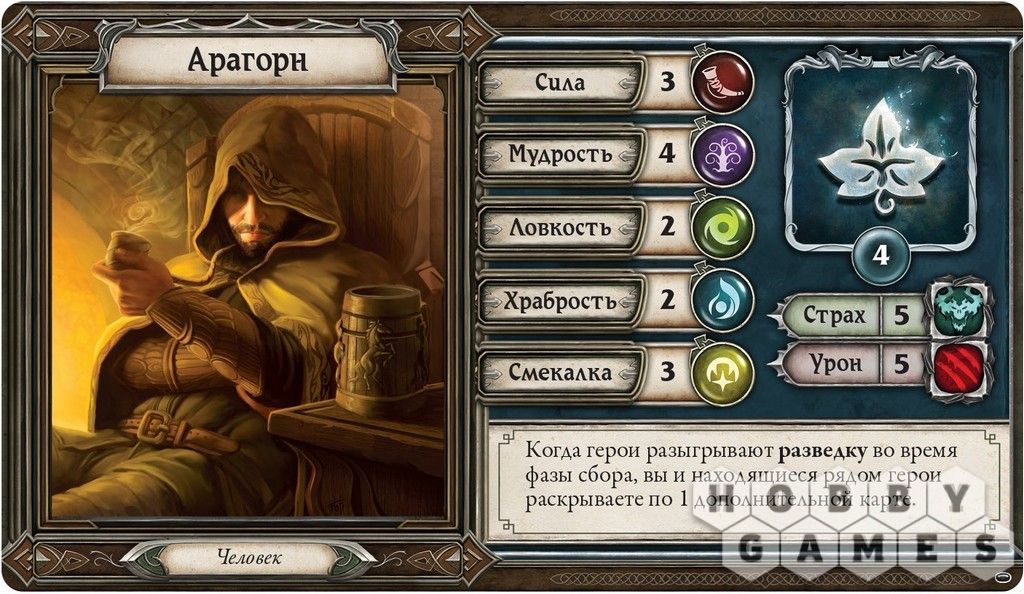 Арагорн
Сила 3
Мудрость 4
Ловкость 2
Храбрость 2
Смекалка 3
4
Страх 5
Урон 5
Когда герои разыгрывают разведку во время
фазы сбора, вы и находящиеся рядом герои
раскрываете по 1 дополнительной карте.
Человек
HOBBY
GAMES